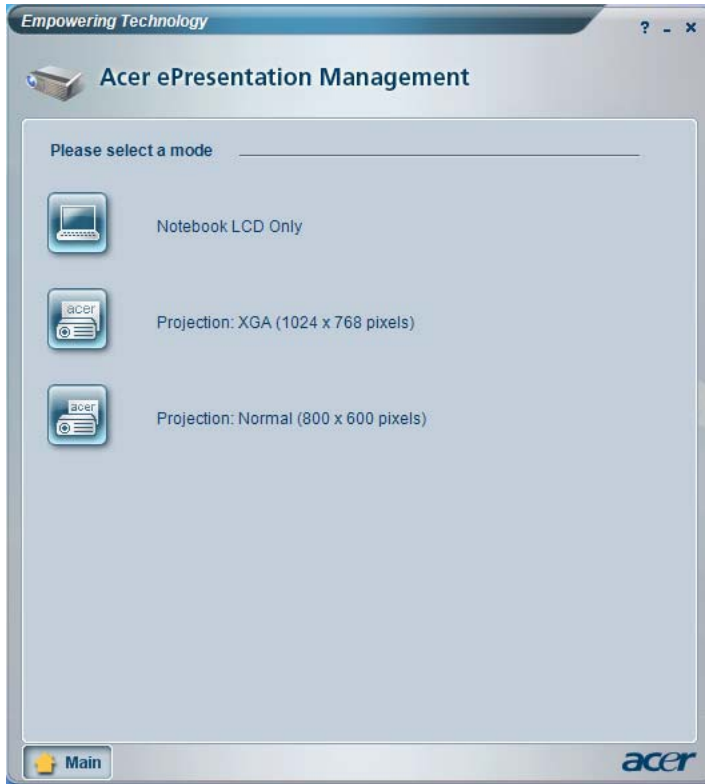 Empowering Technology
? - ×
Acer ePresentation Management
Please select a mode
Notebook LCD Only
acer
Projection: XGA (1024 x 768 pixels)
acer
Projection: Normal (800 x 600 pixels)
Main
acer